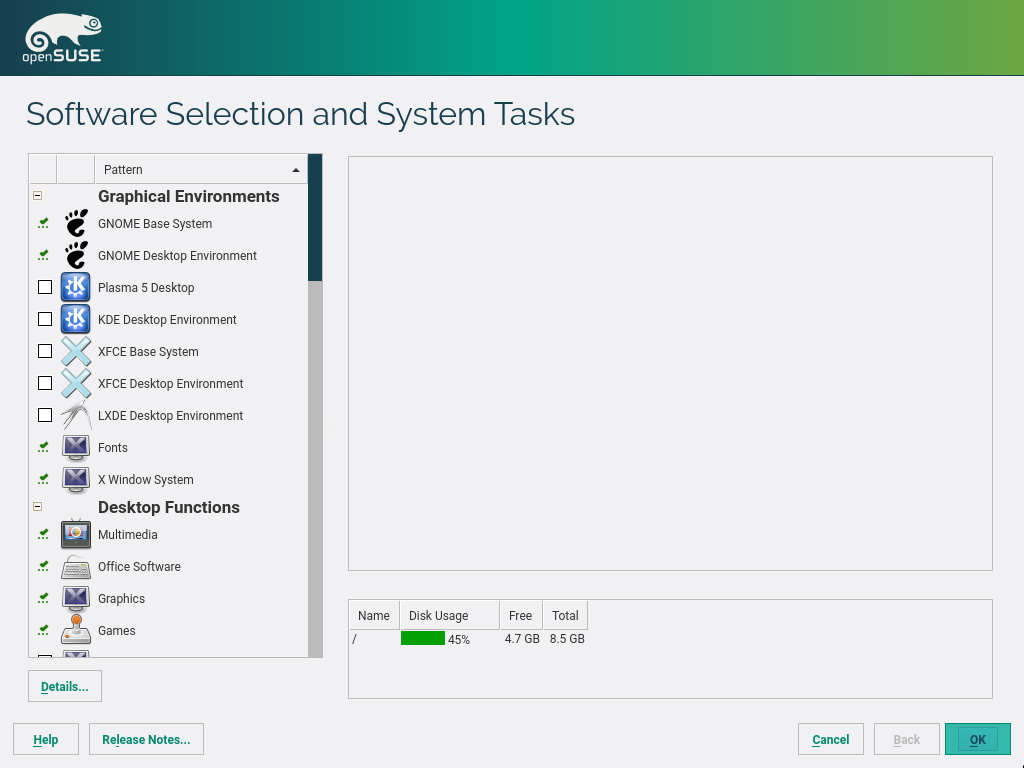 openSUSE
Software Selection and System Tasks
Pattern
Graphical Environments
GNOME Base System
GNOME Desktop Environment
Plasma 5 Desktop
KDE Desktop Environment
XFCE Base System
XFCE Desktop Environment
LXDE Desktop Environment
Fonts
X Window System
Desktop Functions
Multimedia
Office Software
Graphics
Games
Name Disk Usage Free Total
/ 45% 4.7 GB 8.5 GB
Details...
Help Release Notes... Cancel Back OK